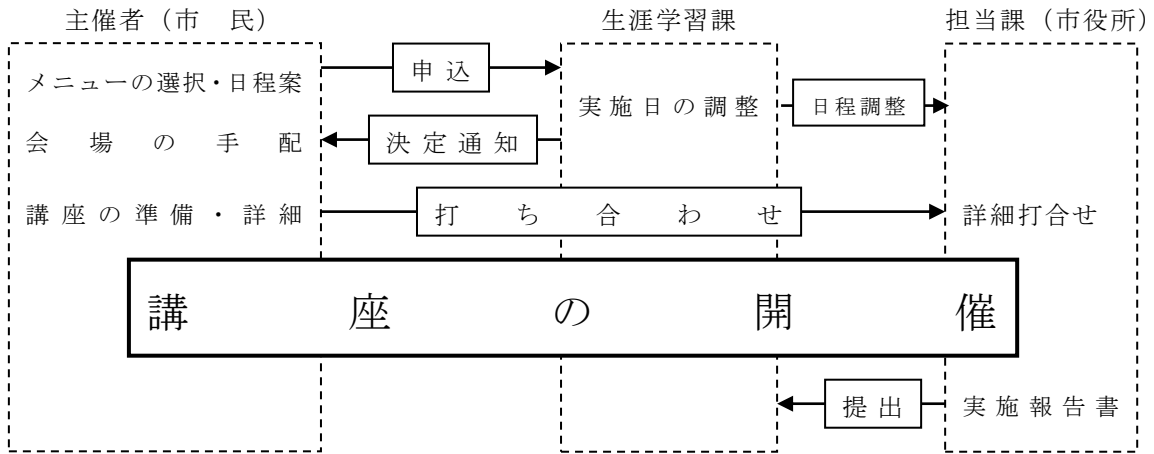 主催者（市　民）
生涯学習課
担当課（市役所）
メニューの選択・日程案
申込
実施日の調整
日程調整
会場の手配
決定通知
講座の準備・詳細
打ち合わせ
詳細打合せ
講座の開催
提出
実施報告書